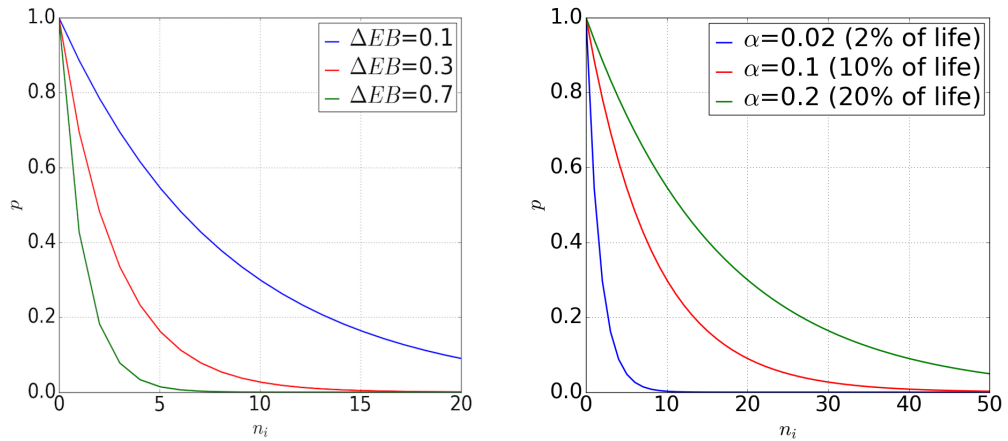 1.0
0.8
0.6
0.4
0.2
0.0
p
0
5
10
15
20
n_i
ΔEB=0.1
ΔEB=0.3
ΔEB=0.7
1.0
0.8
0.6
0.4
0.2
0.0
p
0
10
20
30
40
50
n_i
α=0.02 (2% of life)
α=0.1 (10% of life)
α=0.2 (20% of life)